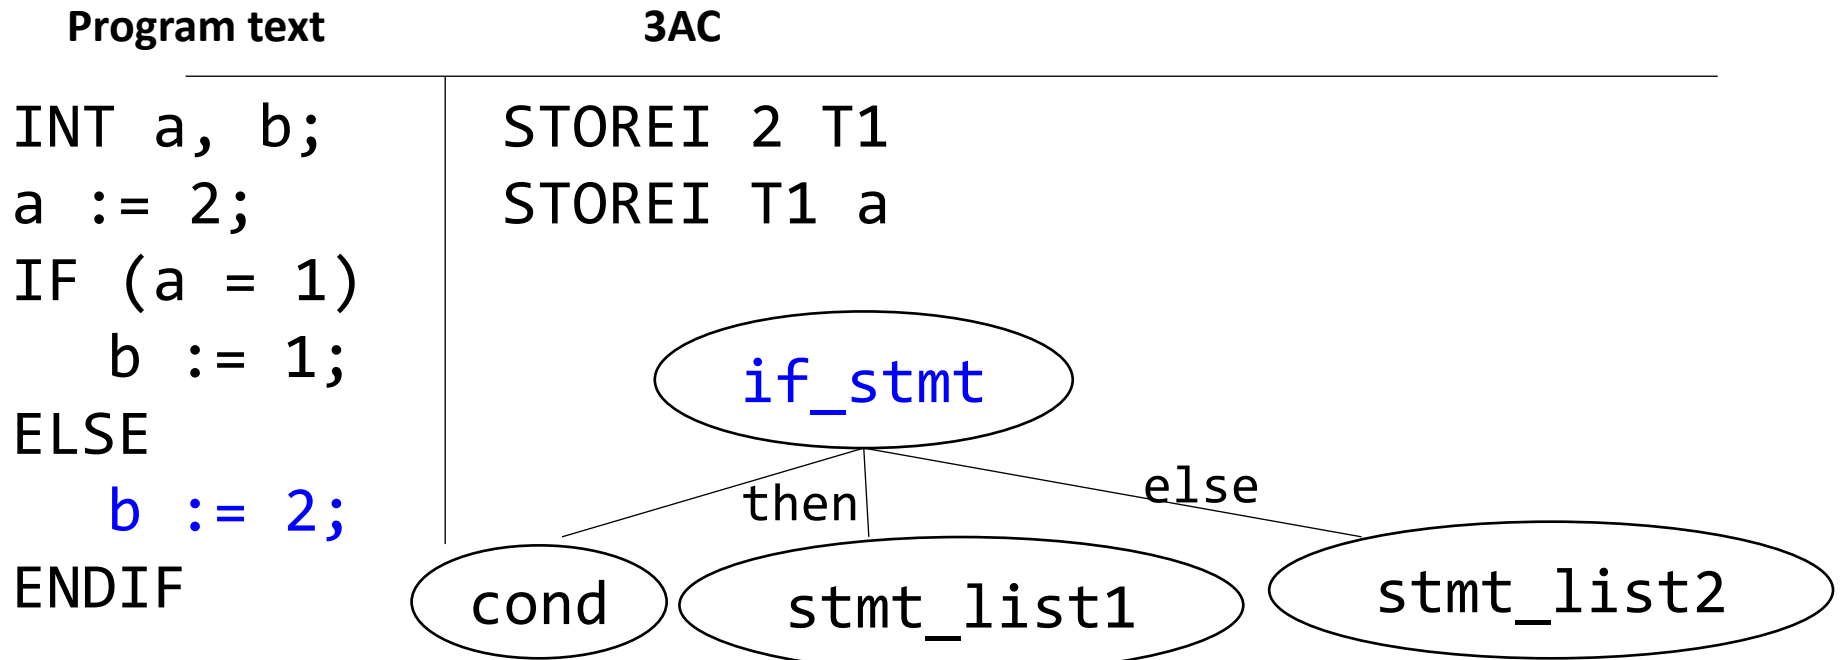 Program text 3AC
INT a, b; STOREI 2 T1
a := 2; STOREI T1 a
IF (a = 1)
b := 1;
if_stmt
ELSE
then else
b := 2;
ENDIF
cond stmt_list1 stmt_list2